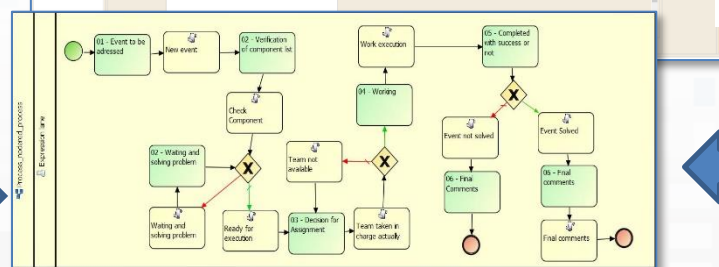 Expression lane
01 - Event to be
adressed
New event
02 - Verification
of component list
Check
Component
X
02 - Wating and
solving problem
Wating and
solving problem
Ready for
execution
03 - Decision for
Assignment
Team not
available
Team taken in
charge actually
X
04 - Working
Work execution
05 - Completed
with success or
not
X
Event not solved
06 - Final
Comments
Event Solved
06 - Final
comments
Final comments